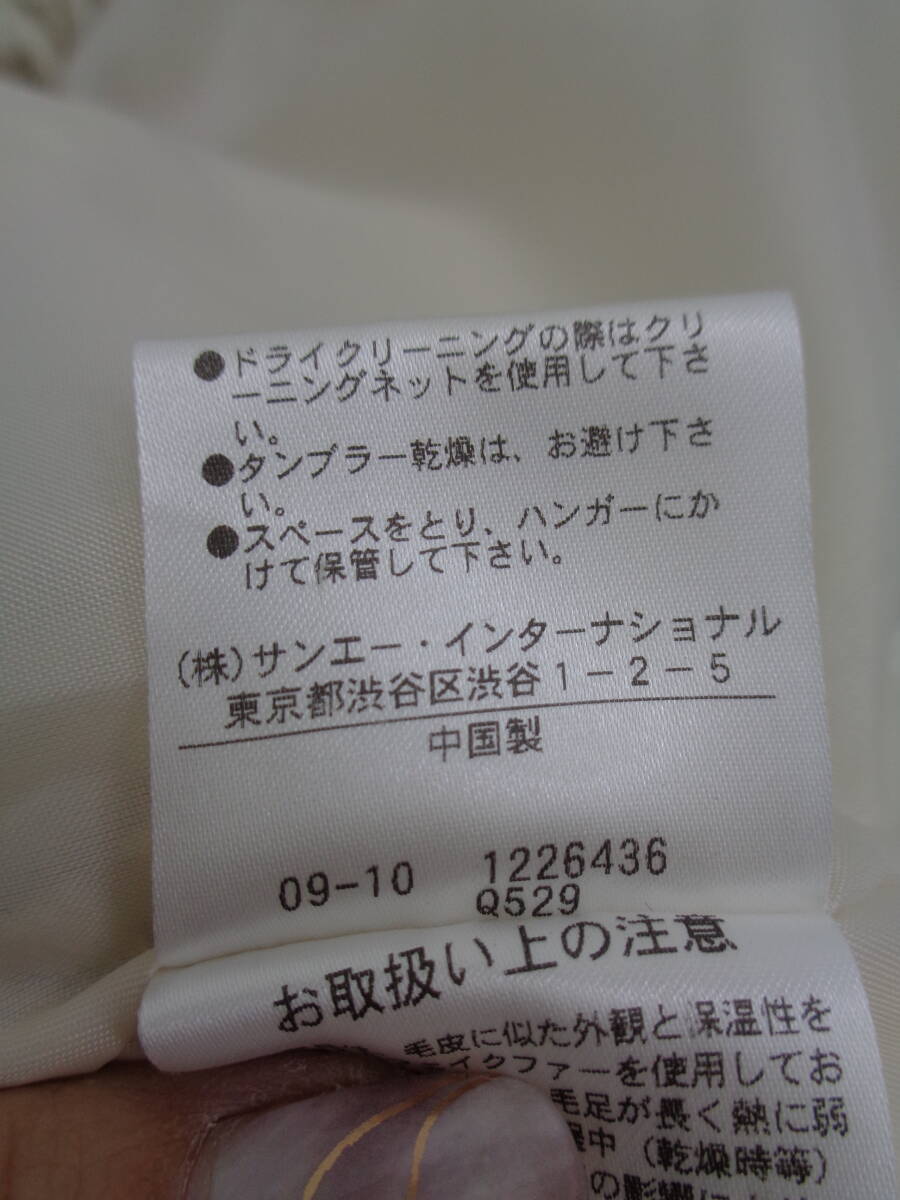 ●ドライクリーニングの際はクリ
ーニングネットを使用して下さ
い。
●タンブラー乾燥は、お避け下さ
い。
●スペースをとり、ハンガーにか
けて保管して下さい。
(株)サンエー・インターナショナル
東京都渋谷区渋谷1-2-5
中国製
09-10 1226436
Q529
お取扱い上の注意
毛皮に似た外観と保温性を
イクファーを使用してお
毛足が長く熱に弱
中(乾燥時等)
の影響に